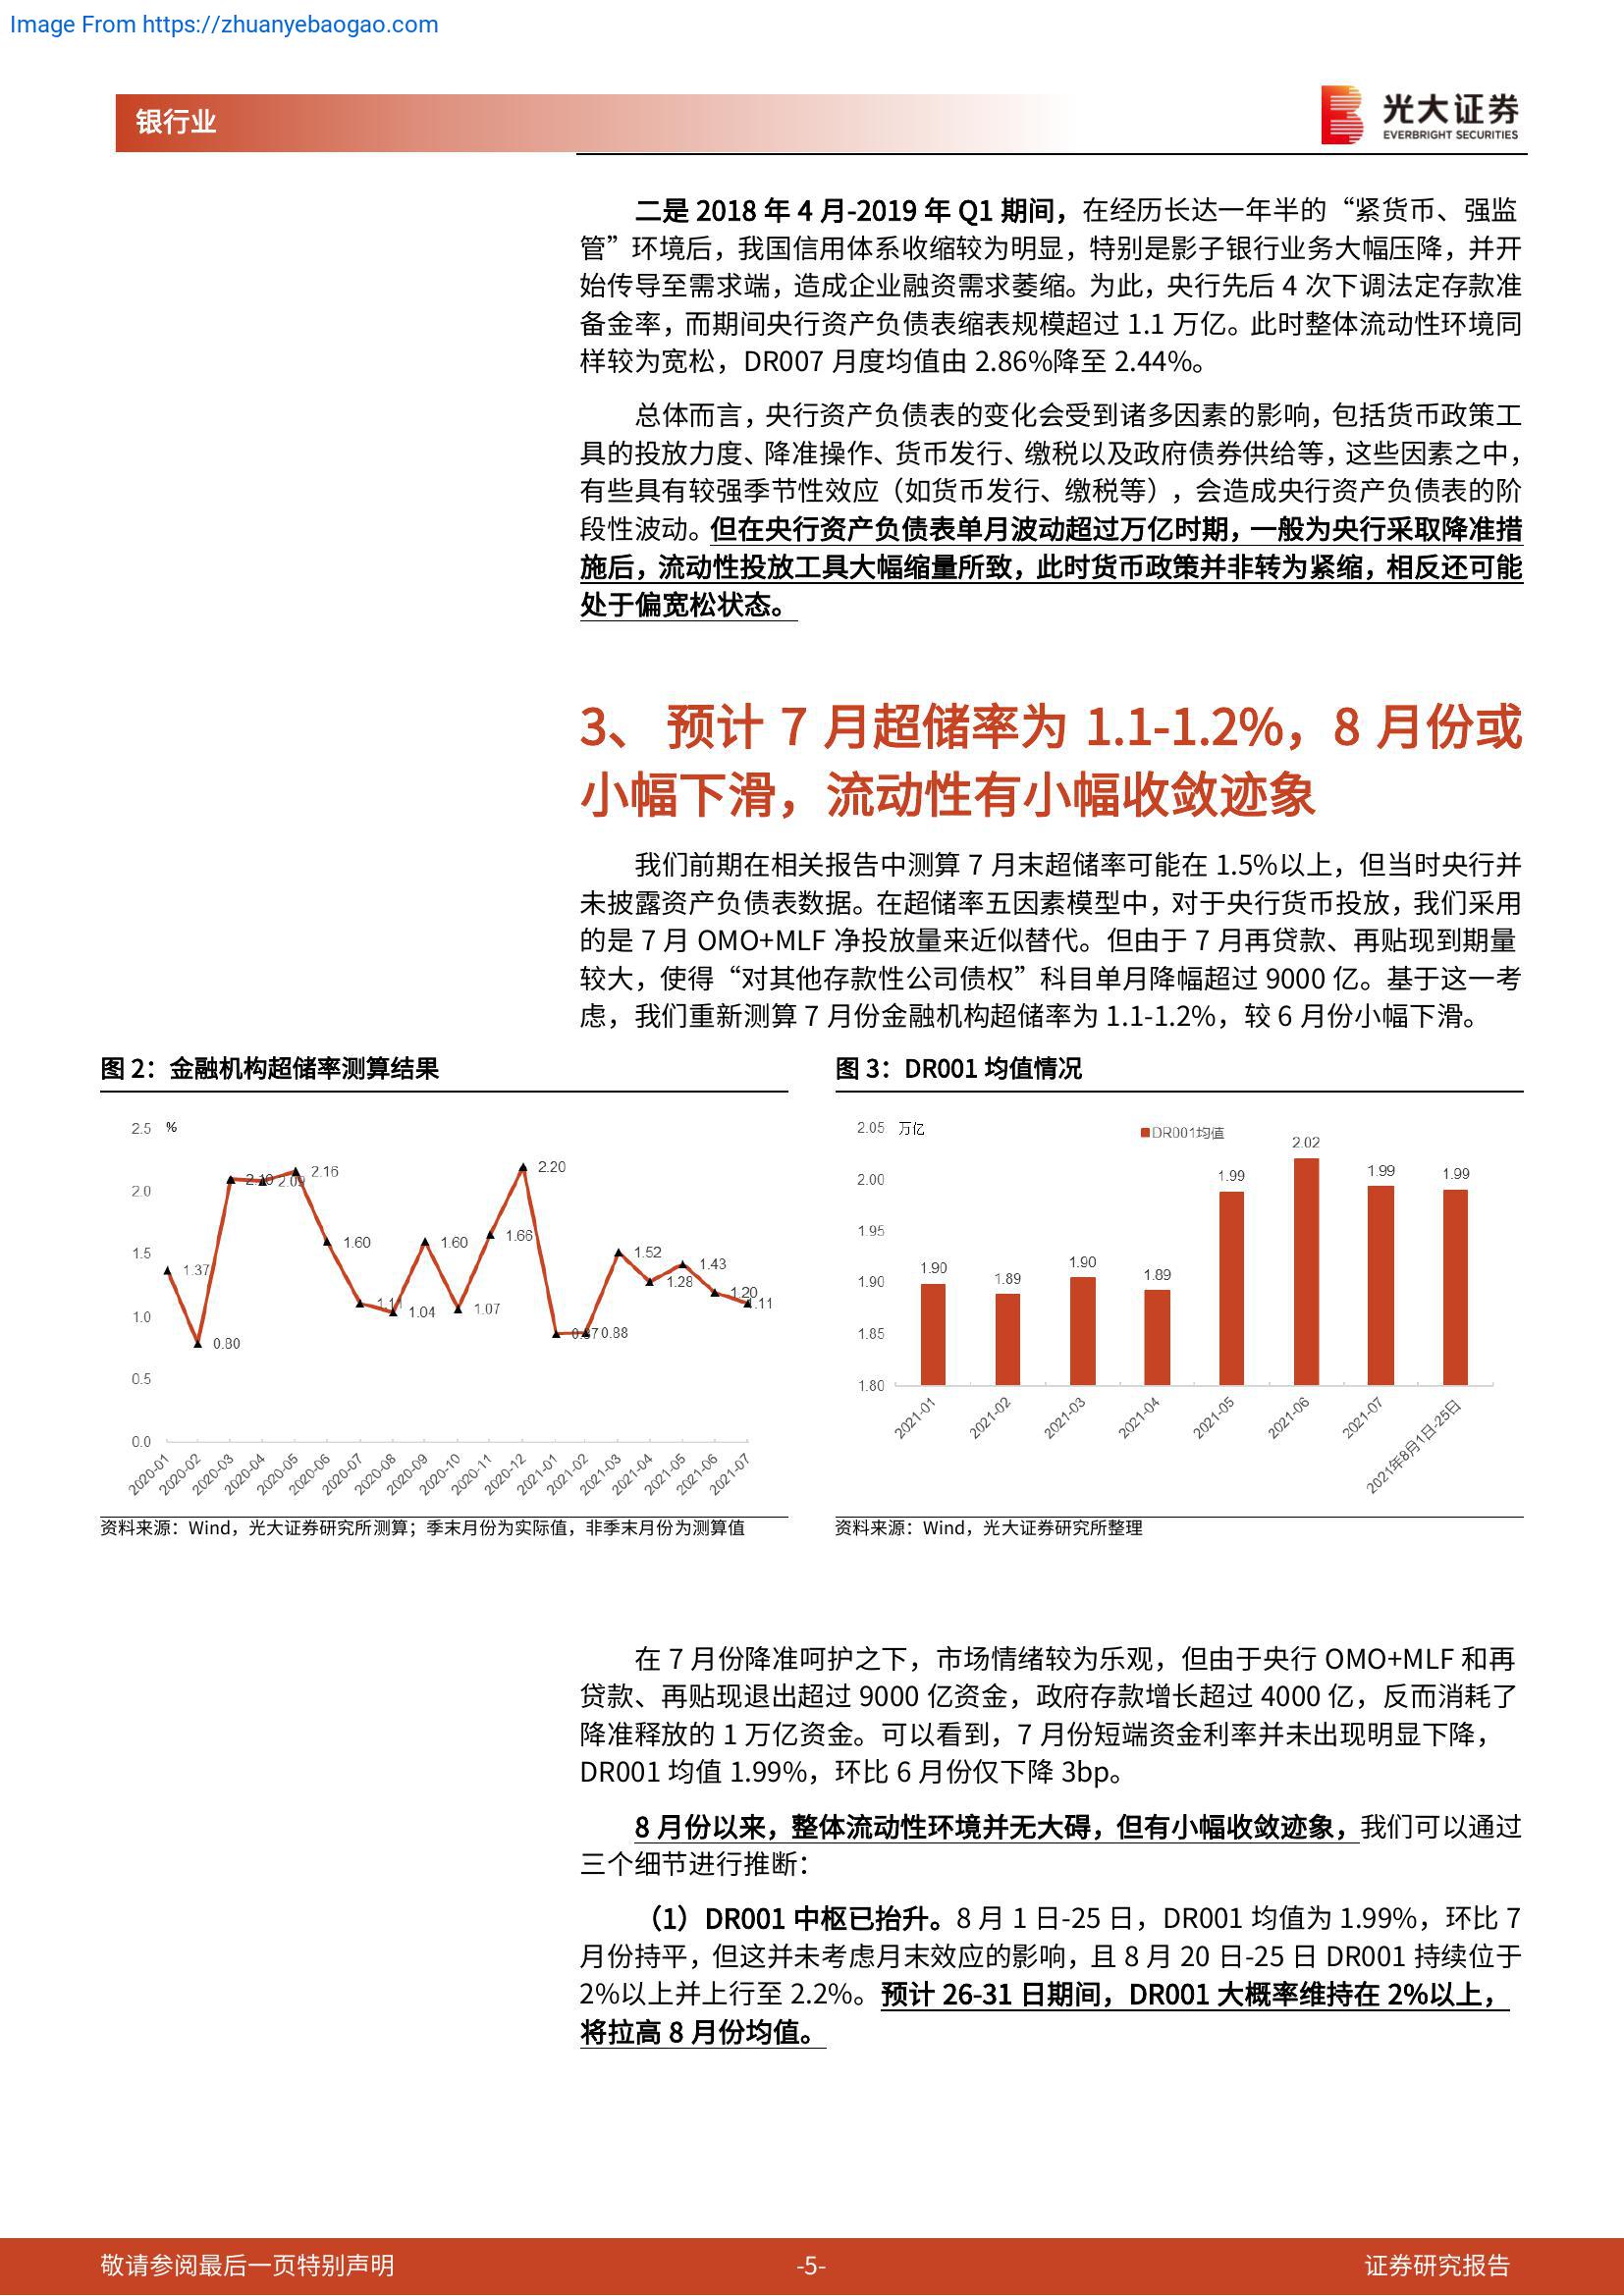 Image From https://zhuanyebaogao.com
银行业
光大证券
EVERBRIGHT SECURITIES
二是 2018 年 4 月-2019 年 Q1 期间，在经历长达一年半的“紧货币、强监
管”环境后，我国信用体系收缩较为明显，特别是影子银行业务大幅压降，并开
始传导至需求端，造成企业融资需求萎缩。为此，央行先后 4 次下调法定存款准
备金率，而期间央行资产负债表缩表规模超过 1.1 万亿。此时整体流动性环境同
样较为宽松，DR007 月度均值由 2.86%降至 2.44%。
总体而言，央行资产负债表的变化会受到诸多因素的影响，包括货币政策工
具的投放力度、降准操作、货币发行、缴税以及政府债券供给等，这些因素之中，
有些具有较强季节性效应（如货币发行、缴税等），会造成央行资产负债表的阶
段性波动。但在央行资产负债表单月波动超过万亿时期，一般为央行采取降准措
施后，流动性投放工具大幅缩量所致，此时货币政策并非转为紧缩，相反还可能
处于偏宽松状态。
3、 预计 7 月超储率为 1.1-1.2%，8 月份或
小幅下滑，流动性有小幅收敛迹象
我们前期在相关报告中测算 7 月末超储率可能在 1.5%以上，但当时央行并
未披露资产负债表数据。在超储率五因素模型中，对于央行货币投放，我们采用
的是 7 月 OMO+MLF 净投放量来近似替代。但由于 7 月再贷款、再贴现到期量
较大，使得“对其他存款性公司债权”科目单月降幅超过 9000 亿。基于这一考
虑，我们重新测算 7 月份金融机构超储率为 1.1-1.2%，较 6 月份小幅下滑。
图 2：金融机构超储率测算结果
2.5 %
2.0
1.5
1.0
0.5
0.0
1.37
0.80
2.10
2.09
2.16
1.60
1.11
1.04
1.60
1.07
1.66
2.20
0.87
0.88
1.52
1.28
1.43
1.20
1.11
2020-01
2020-02
2020-03
2020-04
2020-05
2020-06
2020-07
2020-08
2020-09
2020-10
2020-11
2020-12
2021-01
2021-02
2021-03
2021-04
2021-05
2021-06
2021-07
资料来源：Wind，光大证券研究所测算；季末月份为实际值，非季末月份为测算值
图 3：DR001 均值情况
2.05 万亿
2.00
1.95
1.90
1.85
1.80
DR001均值
1.90
1.89
1.90
1.89
1.99
2.02
1.99
1.99
2021-01
2021-02
2021-03
2021-04
2021-05
2021-06
2021-07
2021年8月1日-25日
资料来源：Wind，光大证券研究所整理
在 7 月份降准呵护之下，市场情绪较为乐观，但由于央行 OMO+MLF 和再
贷款、再贴现退出超过 9000 亿资金，政府存款增长超过 4000 亿，反而消耗了
降准释放的 1 万亿资金。可以看到，7 月份短端资金利率并未出现明显下降，
DR001 均值 1.99%，环比 6 月份仅下降 3bp。
8 月份以来，整体流动性环境并无大碍，但有小幅收敛迹象，我们可以通过
三个细节进行推断：
（1）DR001 中枢已抬升。8 月 1 日-25 日，DR001 均值为 1.99%，环比 7
月份持平，但这并未考虑月末效应的影响，且 8 月 20 日-25 日 DR001 持续位于
2%以上并上行至 2.2%。预计 26-31 日期间，DR001 大概率维持在 2%以上，
将拉高 8 月份均值。
敬请参阅最后一页特别声明
-5-
证券研究报告